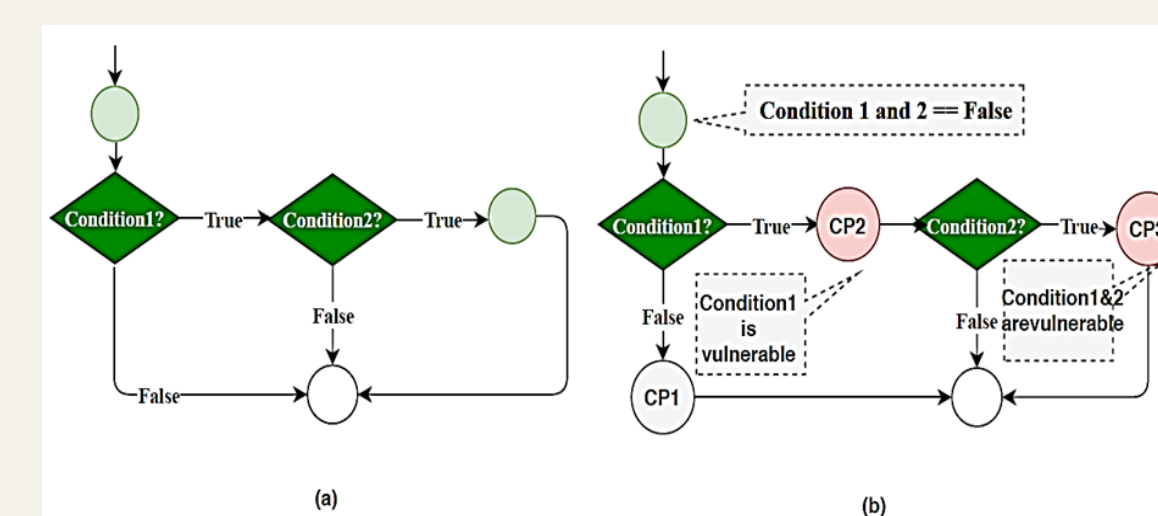 Condition1?
True
Condition2?
True
False
False
(a)
Condition 1 and 2 == False
Condition1?
True
CP2
Condition2?
True
CP3
Condition1
is
vulnerable
Condition1&2
arevulnerable
False
False
CP1
(b)